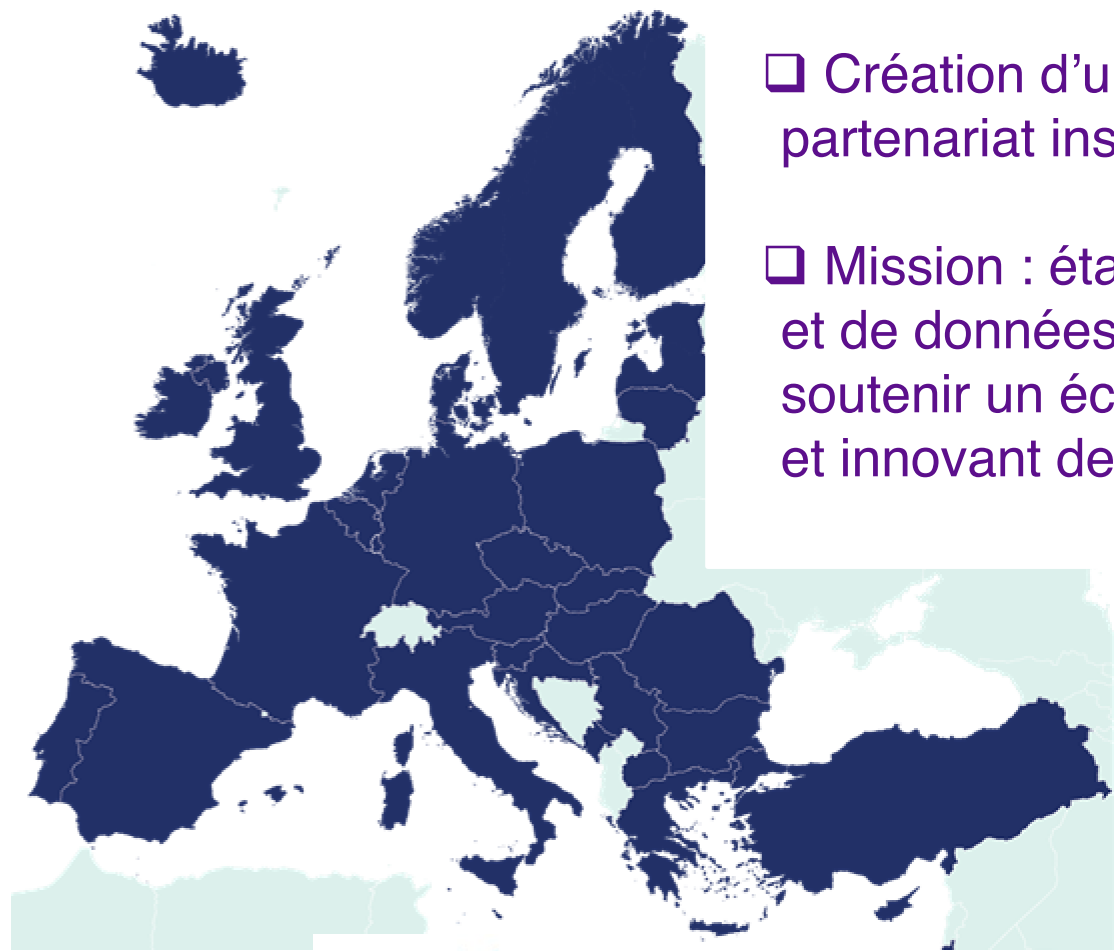 ❑ Création d’u
partenariat ins
❑ Mission : éta
et de données
soutenir un éc
et innovant de